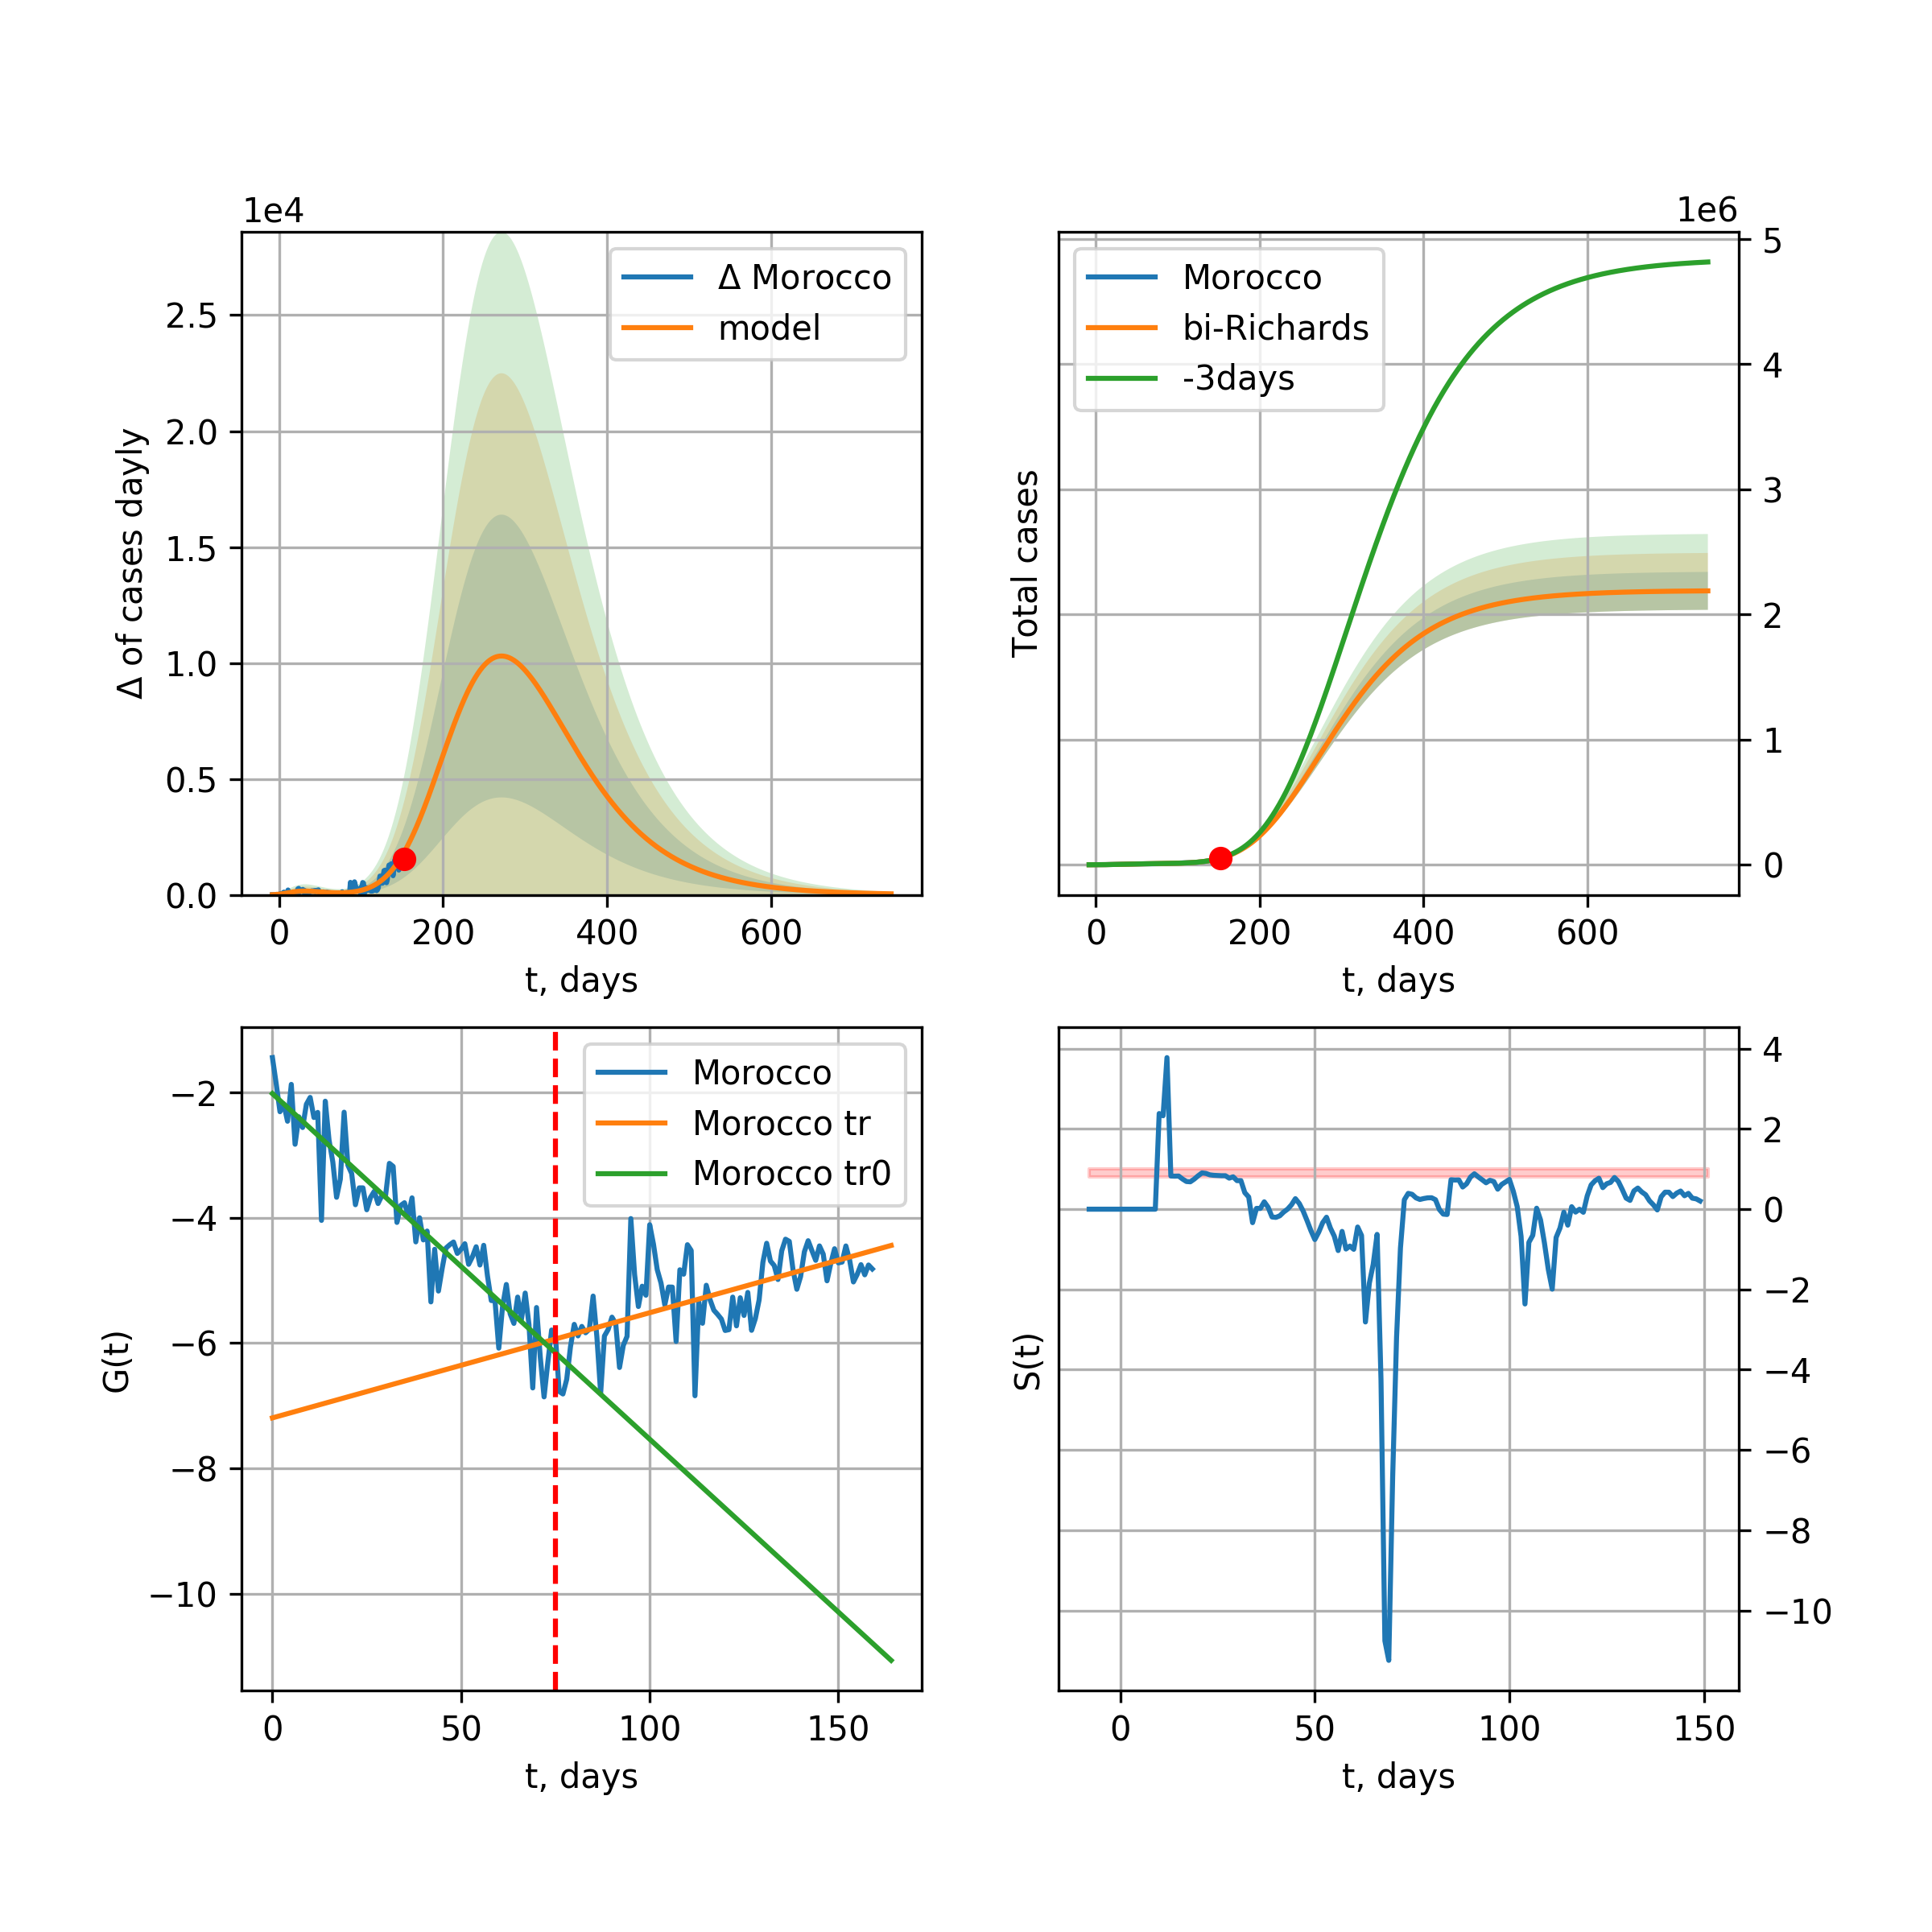 1e4
Δ of cases dayly
2.5
2.0
1.5
1.0
0.5
0.0
Δ Morocco
model
0 200 400 600
t, days
1e6
Total cases
Morocco
bi-Richards
-3days
5
4
3
2
1
0
0 200 400 600
t, days
G(t)
−2
−4
−6
−8
−10
Morocco
Morocco tr
Morocco tr0
0 50 100 150
t, days
S(t)
4
2
0
−2
−4
−6
−8
−10
0 50 100 150
t, days